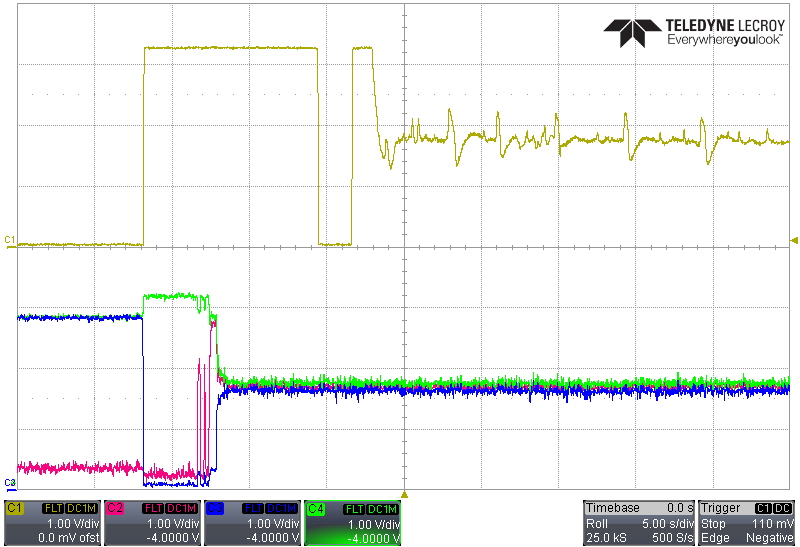 TELEDYNE LECROY
Everywhereyoulook™
C1
C1 FLT DC1M
1.00 V/div
0.0 mV ofst
C2 FLT DC1M
1.00 V/div
-4.0000 V
C3 FLT DC1M
1.00 V/div
-4.0000 V
C4 FLT DC1M
1.00 V/div
-4.0000 V
Timebase 0.0 s
Roll 5.00 s/div
25.0 kS 500 S/s
Trigger C1 DC
Stop 110 mV
Edge Negative